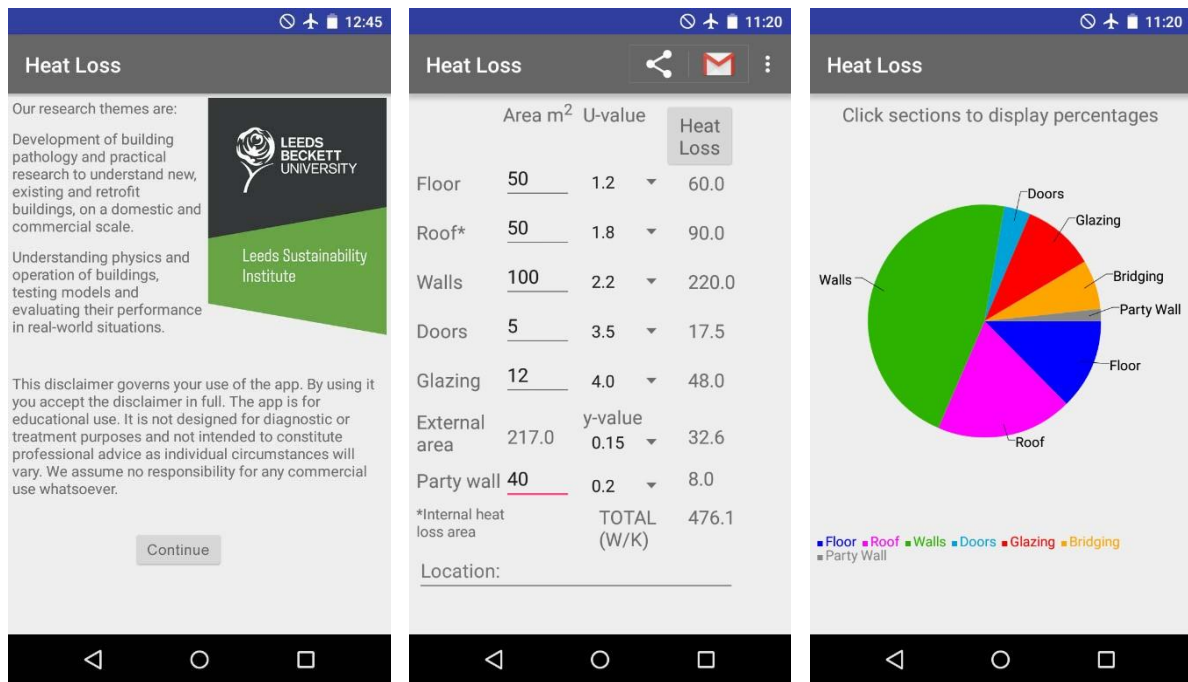 12:45
Heat Loss
Our research themes are:
Development of building
pathology and practical
research to understand new,
existing and retrofit
buildings, on a domestic and
commercial scale.
Understanding physics and
operation of buildings,
testing models and
evaluating their performance
in real-world situations.
LEEDS
BECKETT
UNIVERSITY
Leeds Sustainability
Institute
This disclaimer governs your use of the app. By using it
you accept the disclaimer in full. The app is for
educational use. It is not designed for diagnostic or
treatment purposes and not intended to constitute
professional advice as individual circumstances will
vary. We assume no responsibility for any commercial
use whatsoever.
Continue
11:20
Heat Loss
Area m² U-value Heat
Loss
Floor 50 1.2 60.0
Roof* 50 1.8 90.0
Walls 100 2.2 220.0
Doors 5 3.5 17.5
Glazing 12 4.0 48.0
External y-value
area 217.0 0.15 32.6
Party wall 40 0.2 8.0
*Internal heat TOTAL 476.1
loss area (W/K)
Location:
11:20
Heat Loss
Click sections to display percentages
Doors
Glazing
Walls
Bridging
Party Wall
Floor
Roof
Floor Roof Walls Doors Glazing Bridging
Party Wall